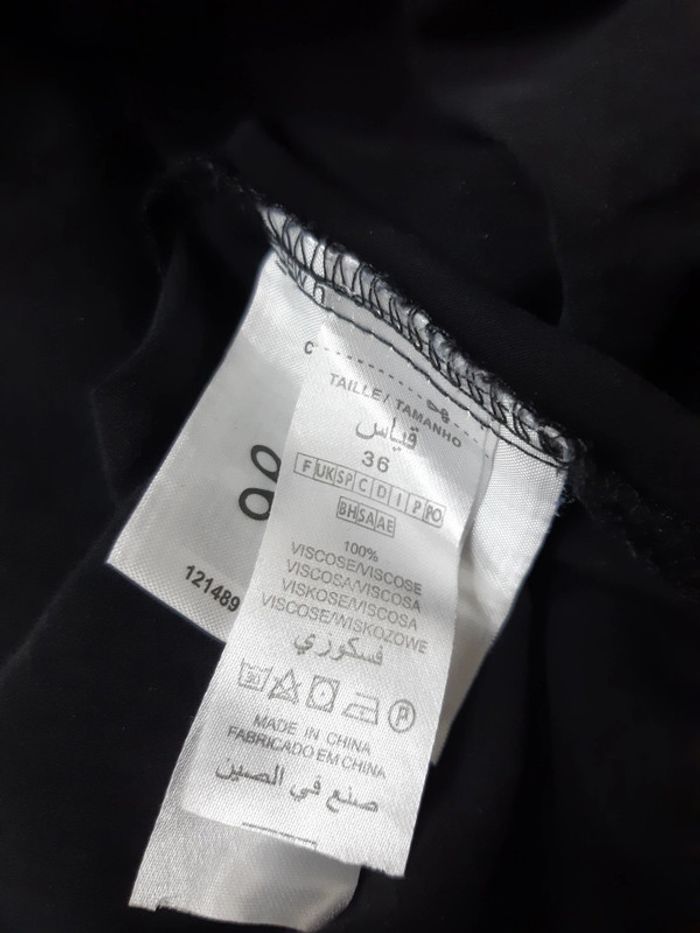 C
TAILLE/ TAMANHO
قياس
36
F UK SP C D I P PO
BH SA AE
100%
VISCOSE/VISCOSE
VISCOSA/VISCOSA
VISKOSE/VISCOSA
VISCOSE/WISKOZOWE
فسكوزي
30
P
MADE IN CHINA
FABRICADO EM CHINA
صنع في الصين
121489